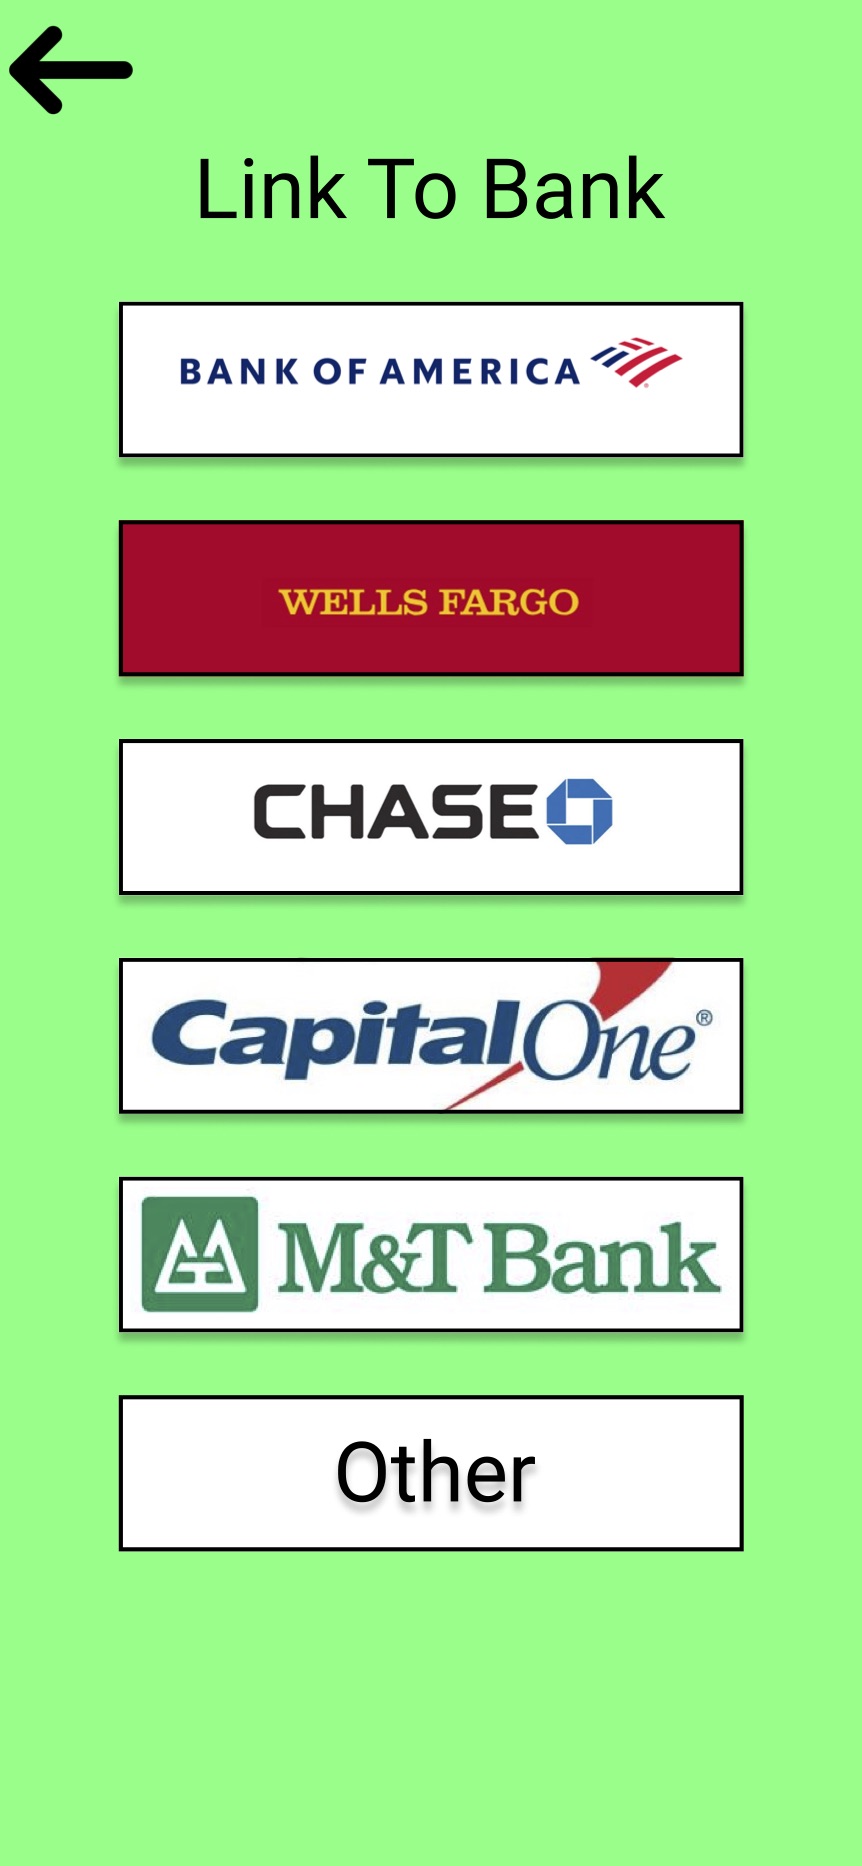 Link To Bank
BANK OF AMERICA
WELLS FARGO
CHASE
CapitalOne®
M&T Bank
Other